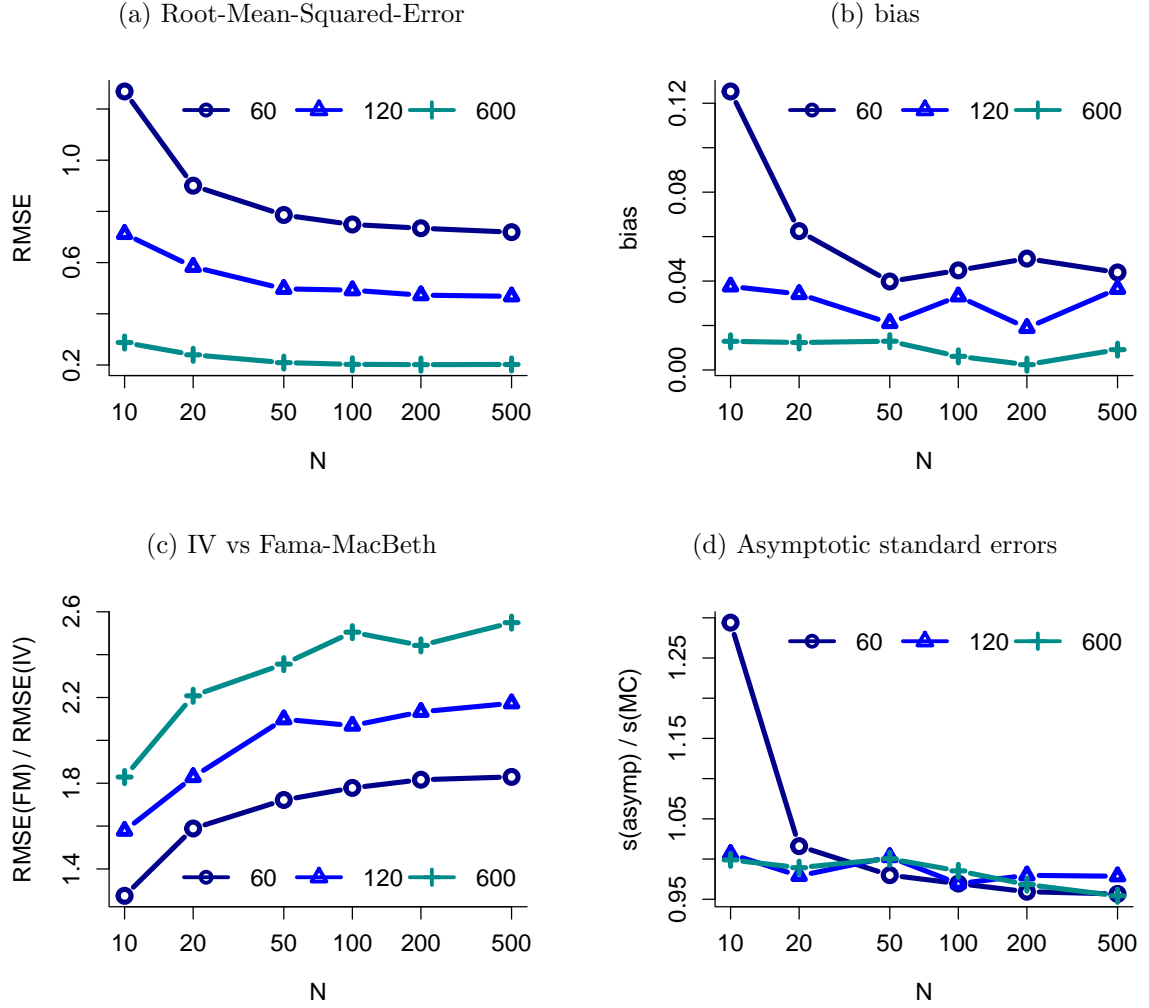 (a) Root-Mean-Squared-Error
RMSE
0.2 0.6 1.0
60 120 600
10 20 50 100 200 500
N
(b) bias
bias
0.00 0.04 0.08 0.12
60 120 600
10 20 50 100 200 500
N
(c) IV vs Fama-MacBeth
RMSE(FM) / RMSE(IV)
1.4 1.8 2.2 2.6
60 120 600
10 20 50 100 200 500
N
(d) Asymptotic standard errors
s(asymp) / s(MC)
0.95 1.05 1.15 1.25
60 120 600
10 20 50 100 200 500
N